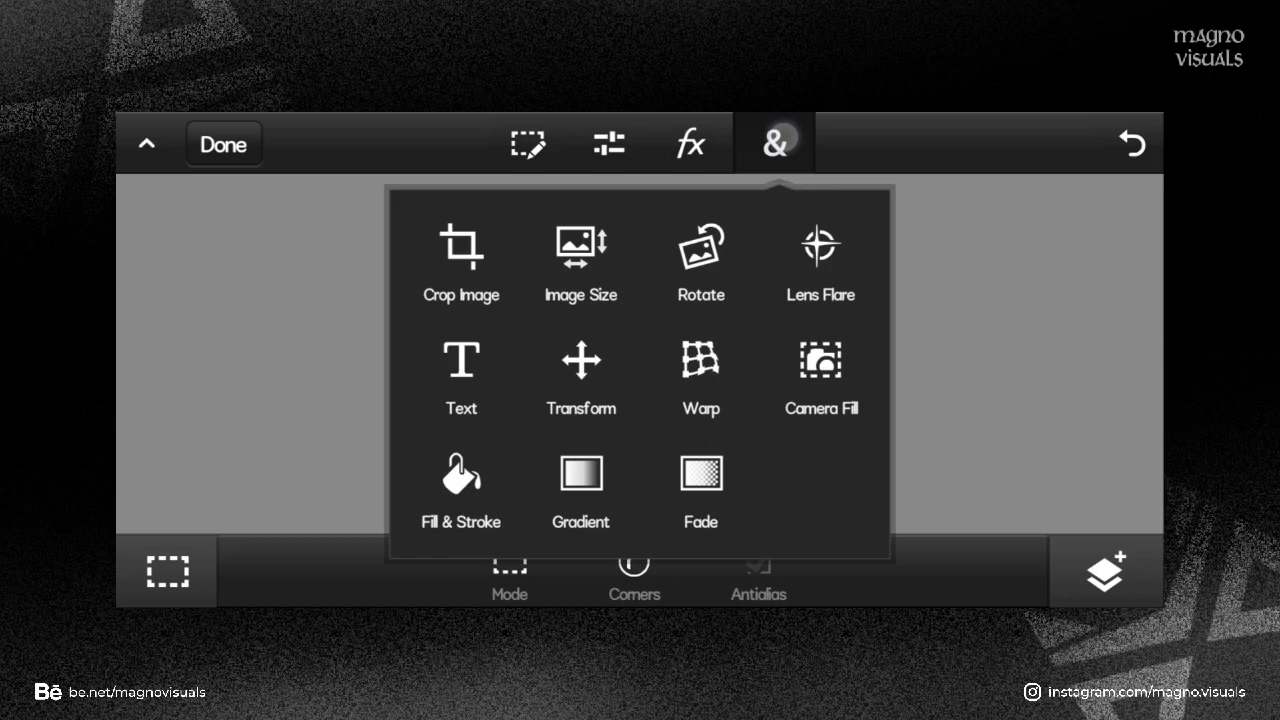 magno
visuals
Done
fx
&
Crop Image
Image Size
Rotate
Lens Flare
Text
Transform
Warp
Camera Fill
Fill & Stroke
Gradient
Fade
Mode
Corners
Antialias
Bē be.net/magnovisuals
instagram.com/magno.visuals